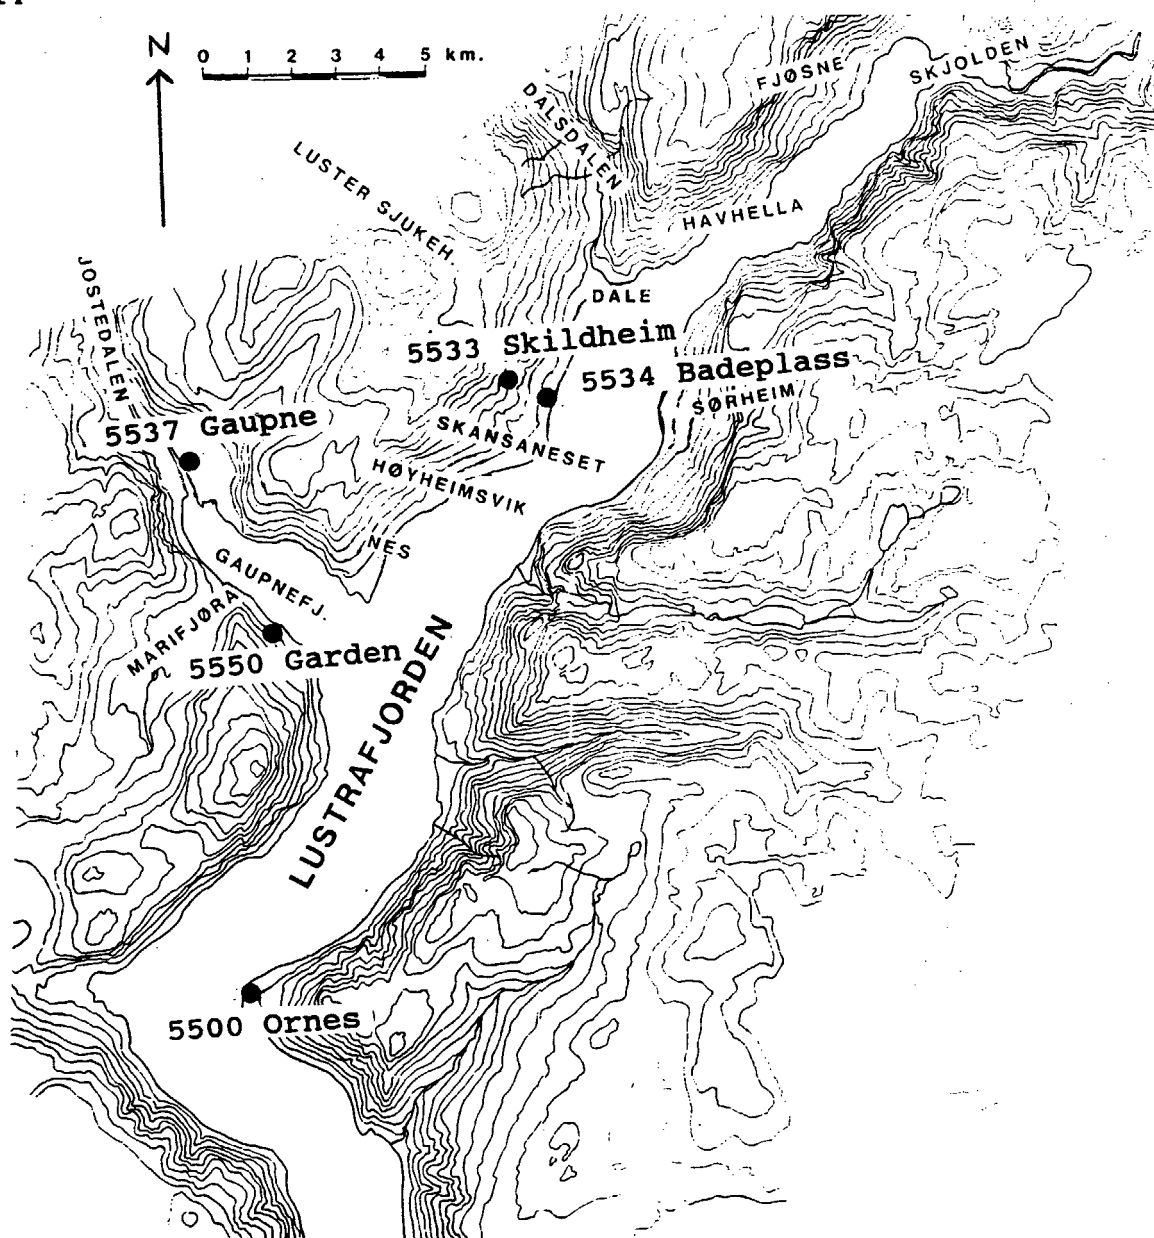 N
0 1 2 3 4 5 km.
FJØSNE
SKJOLDEN
DALSDALEN
LUSTER SJUKEH.
HAVHELLA
JOSTEDALEN
DALE
5533 Skildheim
5534 Badeplass
SØRHEIM
5537 Gaupne
SKANSANESET
HØYHEIMSVIK
NES
GAUPNEFJ.
MARIFJØRA
5550 Garden
LUSTRAFJORDEN
5500 Ornes